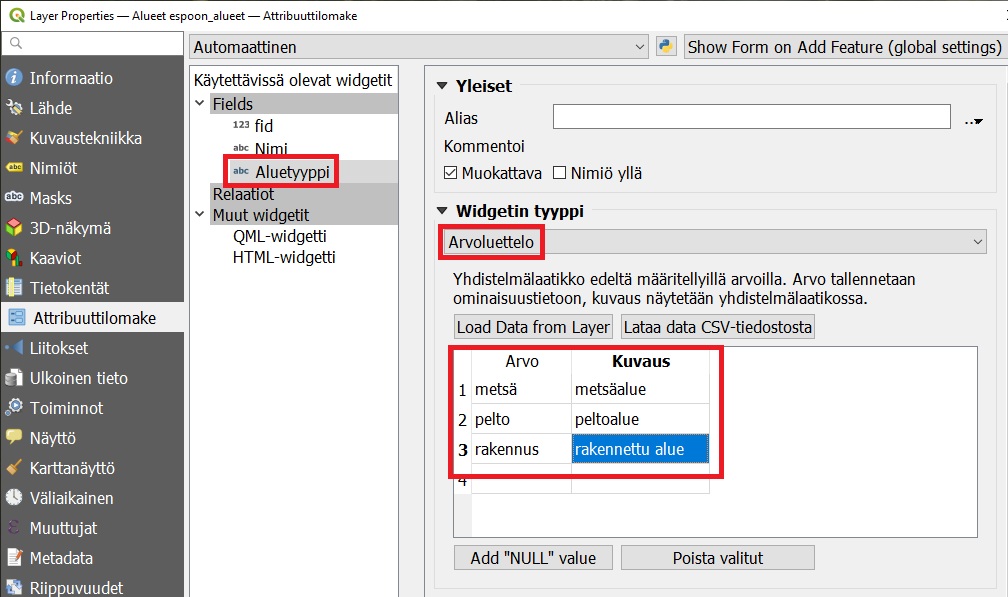 Layer Properties — Alueet espoon_alueet — Attribuuttilomake
Informaatio
Lähde
Kuvaustekniikka
abc Nimiöt
abc Masks
3D-näkymä
Kaaviot
Tietokentät
Attribuuttilomake
Liitokset
Ulkoinen tieto
Toiminnot
Näyttö
Karttanäyttö
Väliaikainen
Muuttujat
Metadata
Riippuvuudet
Automaattinen
Show Form on Add Feature (global settings)
Käytettävissä olevat widgetit
Fields
123 fid
abc Nimi
abc Aluetyyppi
Relaatiot
Muut widgetit
QML-widgetti
HTML-widgetti
Yleiset
Alias
Kommentoi
Muokattava Nimiö yllä
Widgetin tyyppi
Arvoluettelo
Yhdistelmälaatikko edeltä määritellyillä arvoilla. Arvo tallennetaan
ominaisuustietoon, kuvaus näytetään yhdistelmälaatikossa.
Load Data from Layer Lataa data CSV-tiedostosta
Arvo Kuvaus
1 metsä metsäalue
2 pelto peltoalue
3 rakennus rakennettu alue
4
Add "NULL" value Poista valitut